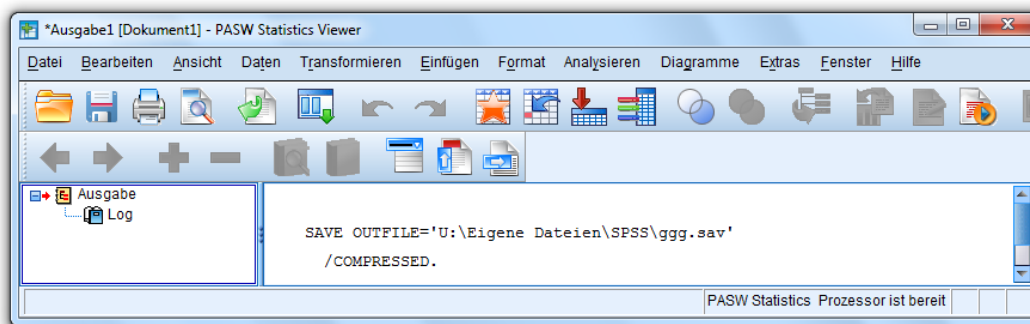 *Ausgabe1 [Dokument1] - PASW Statistics Viewer
Datei Bearbeiten Ansicht Daten Transformieren Einfügen Format Analysieren Diagramme Extras Fenster Hilfe
Ausgabe
Log
SAVE OUTFILE='U:\Eigene Dateien\SPSS\ggg.sav'
/COMPRESSED.
PASW Statistics Prozessor ist bereit